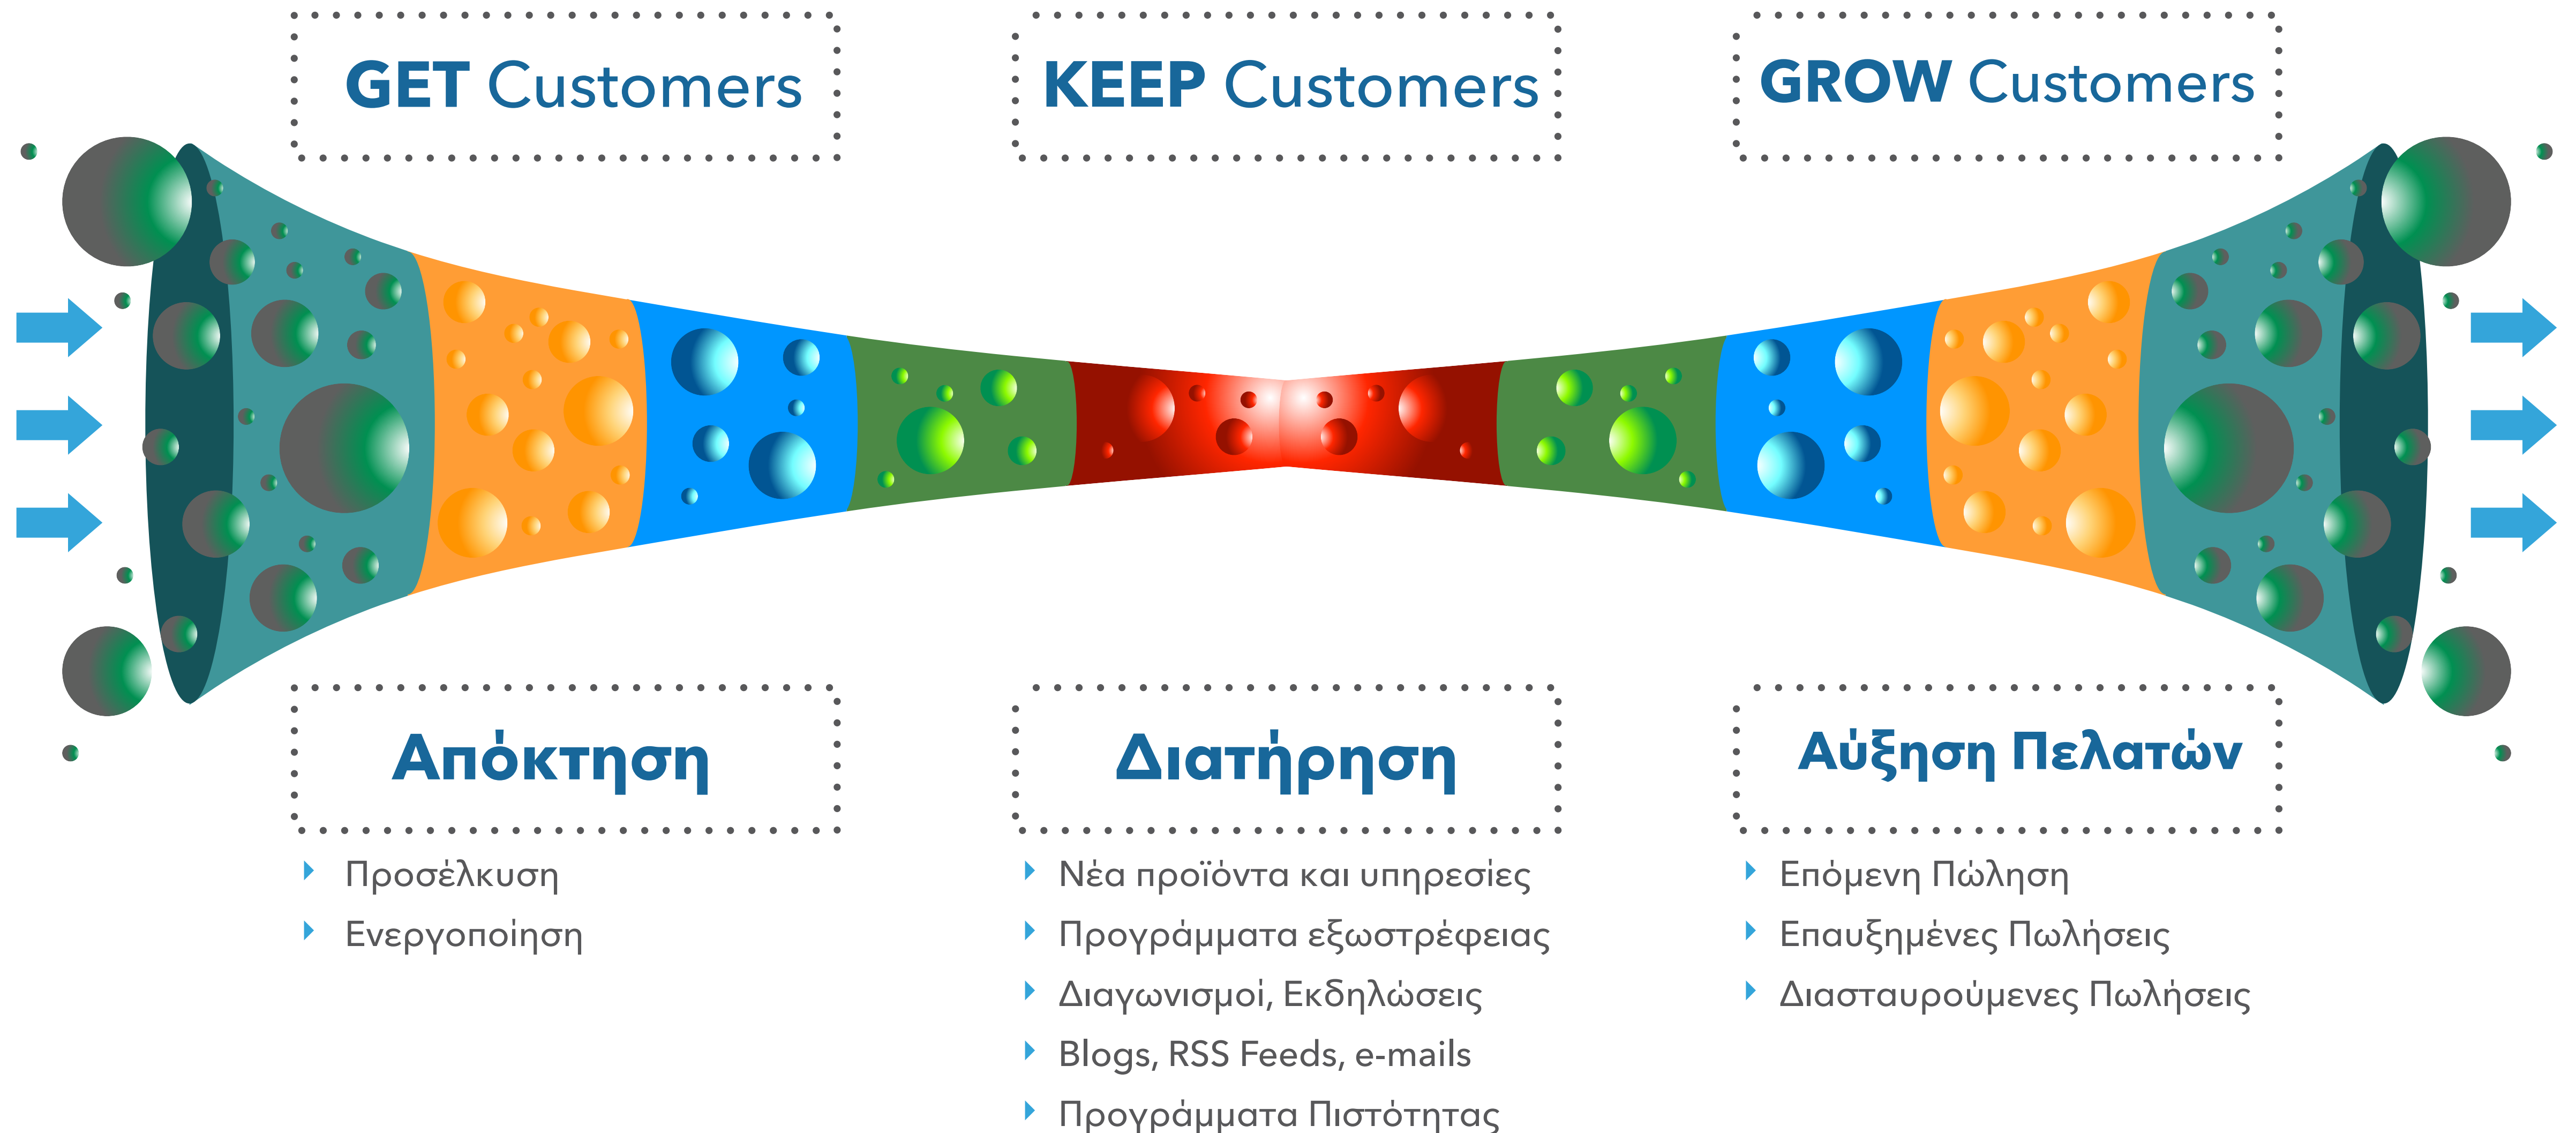 GET Customers
KEEP Customers
GROW Customers
Απόκτηση
Προσέλκυση
Ενεργοποίηση
Διατήρηση
Νέα προϊόντα και υπηρεσίες
Προγράμματα εξωστρέφειας
Διαγωνισμοί, Εκδηλώσεις
Blogs, RSS Feeds, e-mails
Προγράμματα Πιστότητας
Αύξηση Πελατών
Επόμενη Πώληση
Επαυξημένες Πωλήσεις
Διασταυρούμενες Πωλήσεις